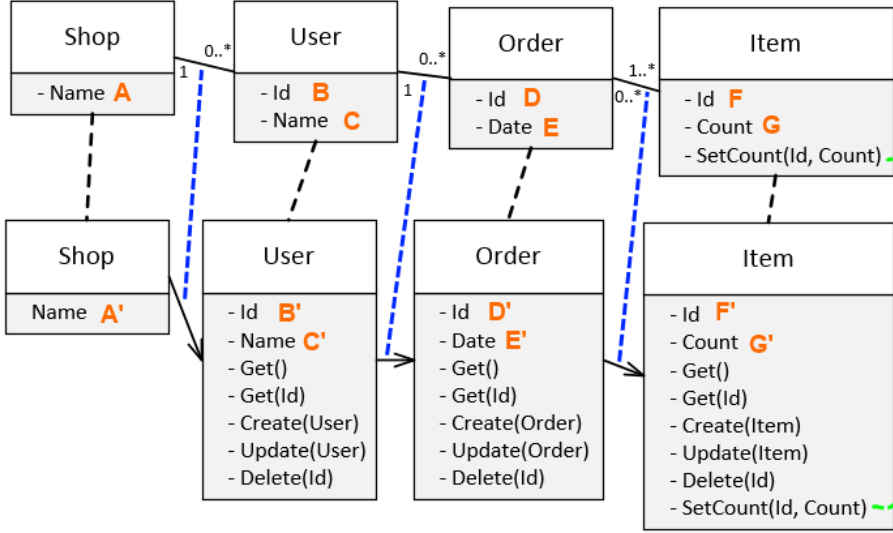 Shop
- Name A
1
0..*
User
- Id B
- Name C
1
0..*
Order
- Id D
- Date E
1..*
0..*
Item
- Id F
- Count G
- SetCount(Id, Count)
Shop
Name A'
User
- Id B'
- Name C'
- Get()
- Get(Id)
- Create(User)
- Update(User)
- Delete(Id)
Order
- Id D'
- Date E'
- Get()
- Get(Id)
- Create(Order)
- Update(Order)
- Delete(Id)
Item
- Id F'
- Count G'
- Get()
- Get(Id)
- Create(Item)
- Update(Item)
- Delete(Id)
- SetCount(Id, Count)